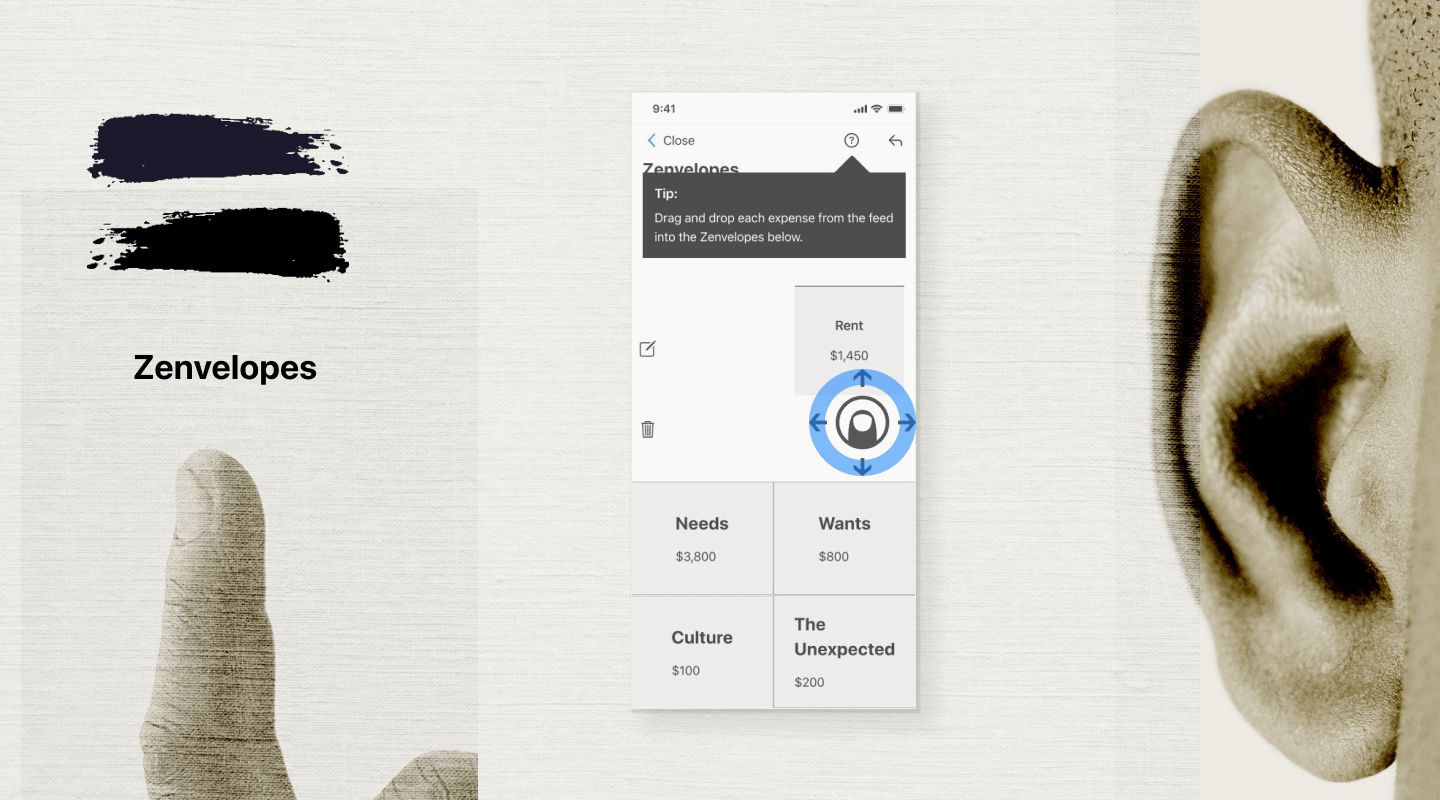 Zenvelopes
9:41
Close
?
Zenvelopes
Tip:
Drag and drop each expense from the feed
into the Zenvelopes below.
Rent
$1,450
Needs
$3,800
Wants
$800
Culture
$100
The
Unexpected
$200